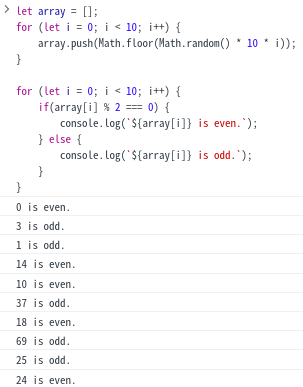 > let array = [];
for (let i = 0; i < 10; i++) {
    array.push(Math.floor(Math.random() * 10 * i));
}

for (let i = 0; i < 10; i++) {
    if(array[i] % 2 === 0) {
        console.log(`${array[i]} is even.`);
    } else {
        console.log(`${array[i]} is odd.`);
    }
}
0 is even.
3 is odd.
1 is odd.
14 is even.
10 is even.
37 is odd.
18 is even.
69 is odd.
25 is odd.
24 is even.